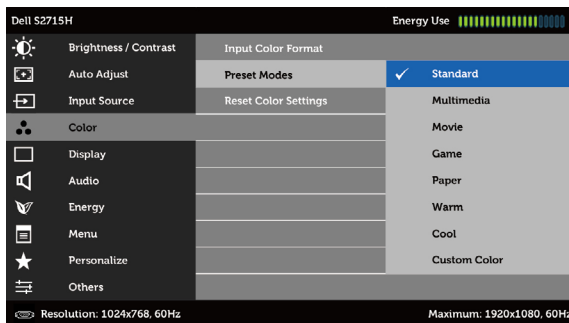 Dell S2715H Energy Use
Brightness / Contrast Input Color Format
Auto Adjust Preset Modes ✓ Standard
Input Source Reset Color Settings Multimedia
Color Movie
Display Game
Audio Paper
Energy Warm
Menu Cool
Personalize Custom Color
Others
Resolution: 1024x768, 60Hz Maximum: 1920x1080, 60Hz